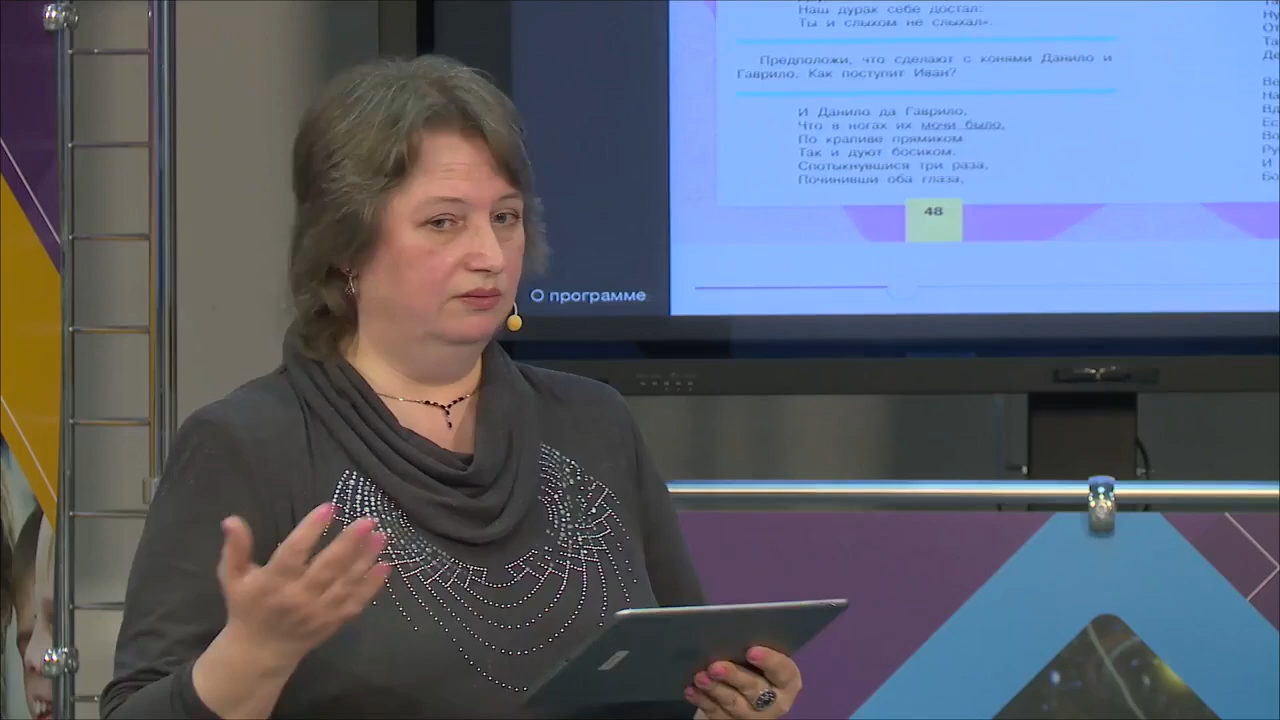 Наш дурак себе достал:
Ты и слыхом не слыхал».
Предположи, что сделают с конями Данило и
Гаврило. Как поступит Иван?
И Данило да Гаврило,
Что в ногах их мочи было,
По крапиве прямиком
Так и дуют босиком.
Спотыкнувшися три раза,
Починивши оба глаза,
48
О программе